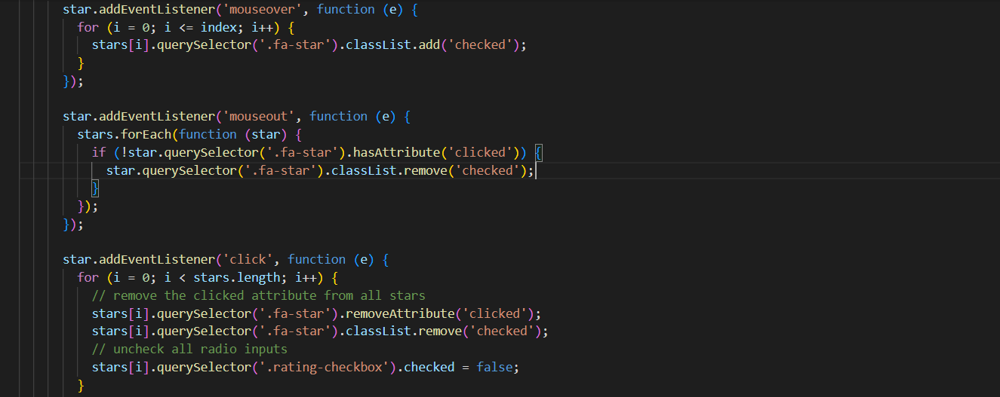 star.addEventListener('mouseover', function (e) {
for (i = 0; i <= index; i++) {
stars[i].querySelector('.fa-star').classList.add('checked');
}
});
star.addEventListener('mouseout', function (e) {
stars.forEach(function (star) {
if (!star.querySelector('.fa-star').hasAttribute('clicked')) {
star.querySelector('.fa-star').classList.remove('checked');
}
});
});
star.addEventListener('click', function (e) {
for (i = 0; i < stars.length; i++) {
// remove the clicked attribute from all stars
stars[i].querySelector('.fa-star').removeAttribute('clicked');
stars[i].querySelector('.fa-star').classList.remove('checked');
// uncheck all radio inputs
stars[i].querySelector('.rating-checkbox').checked = false;
}